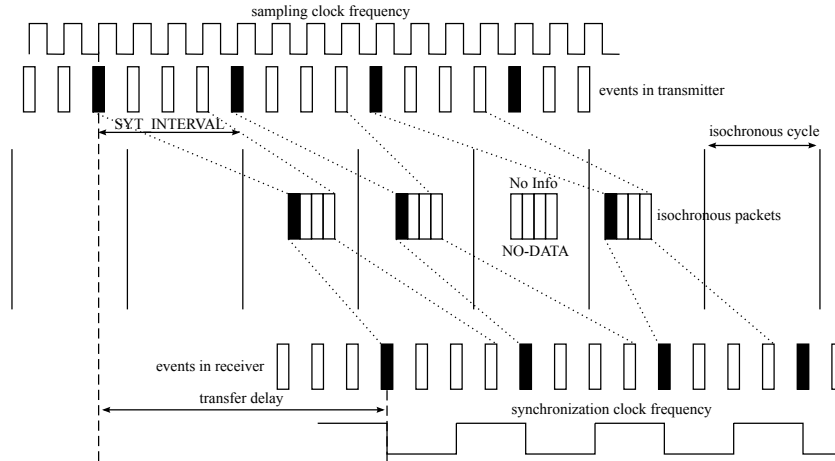 sampling clock frequency
events in transmitter
SYT_INTERVAL
isochronous cycle
No Info
isochronous packets
NO-DATA
events in receiver
transfer delay
synchronization clock frequency